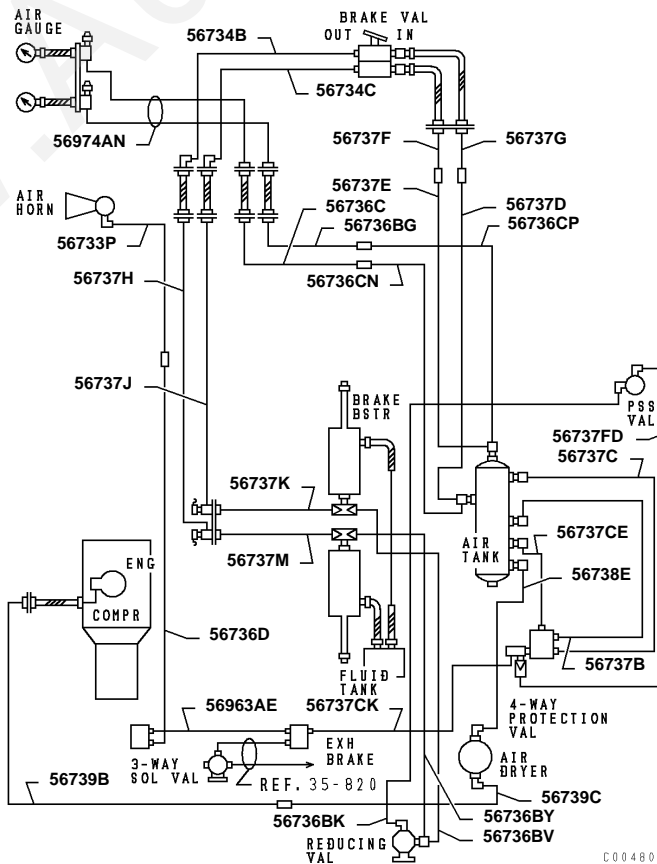 AIR
GAUGE
56734B
BRAKE VAL
OUT IN
56734C
56974AN
56737F
56737G
AIR
HORN
56737E
56736C
56737D
56733P
56736BG
56736CP
56737H
56736CN
56737J
BRAKE
BSTR
PSS
VAL
56737FD
56737C
56737K
AIR
TANK
56737CE
56737M
ENG
COMPR
56738E
56736D
56737B
FLUID
TANK
56963AE
56737CK
4-WAY
PROTECTION
VAL
3-WAY
SOL VAL
EXH
BRAKE
AIR
DRYER
56739B
REF. 35-820
56739C
56736BK
56736BY
56736BV
REDUCING
VAL
C00480